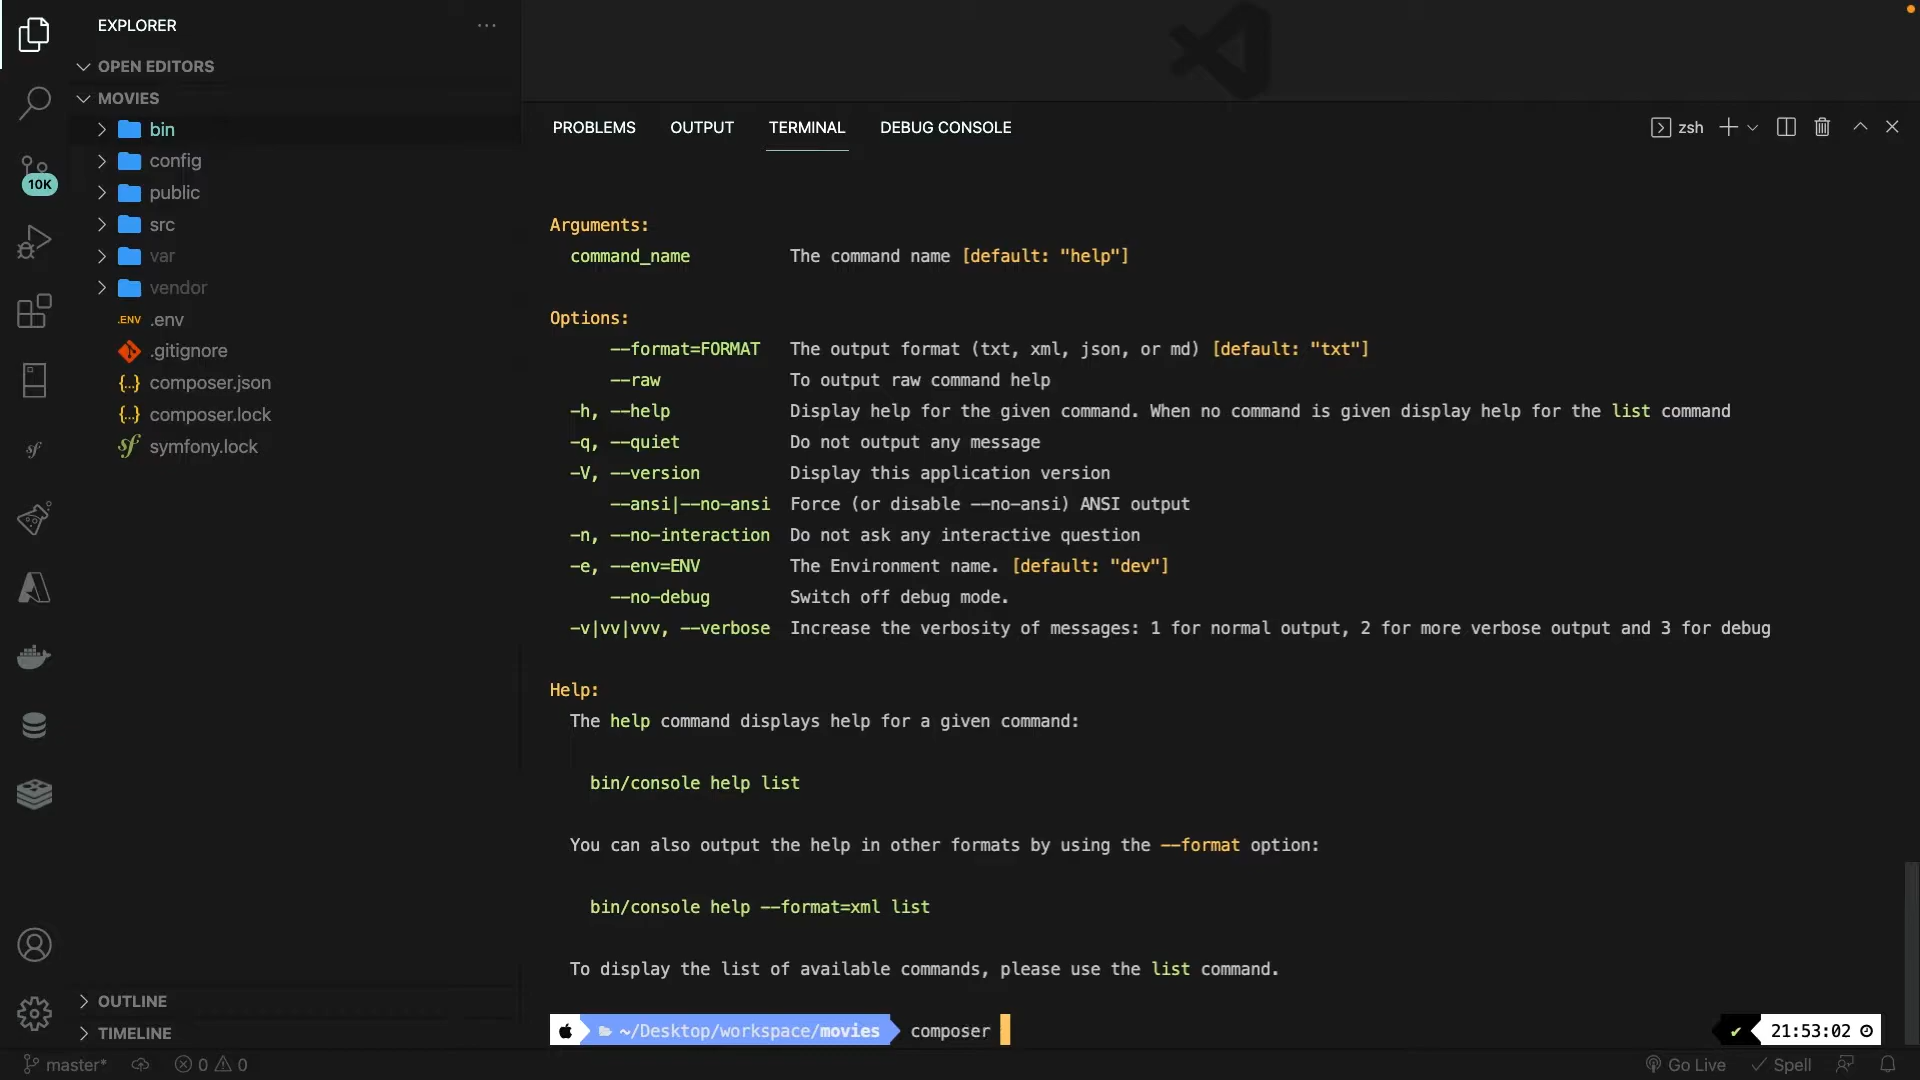 EXPLORER
OPEN EDITORS
MOVIES
bin
config
public
src
var
vendor
.ENV .env
.gitignore
{..} composer.json
{..} composer.lock
sf symfony.lock
10K
sf
OUTLINE
TIMELINE
PROBLEMS OUTPUT TERMINAL DEBUG CONSOLE
zsh
Arguments:
command_name The command name [default: "help"]
Options:
--format=FORMAT The output format (txt, xml, json, or md) [default: "txt"]
--raw To output raw command help
-h, --help Display help for the given command. When no command is given display help for the list command
-q, --quiet Do not output any message
-V, --version Display this application version
--ansi|--no-ansi Force (or disable --no-ansi) ANSI output
-n, --no-interaction Do not ask any interactive question
-e, --env=ENV The Environment name. [default: "dev"]
--no-debug Switch off debug mode.
-v|vv|vvv, --verbose Increase the verbosity of messages: 1 for normal output, 2 for more verbose output and 3 for debug
Help:
The help command displays help for a given command:
bin/console help list
You can also output the help in other formats by using the --format option:
bin/console help --format=xml list
To display the list of available commands, please use the list command.
~/Desktop/workspace/movies composer
21:53:02
master* 0 0
Go Live Spell